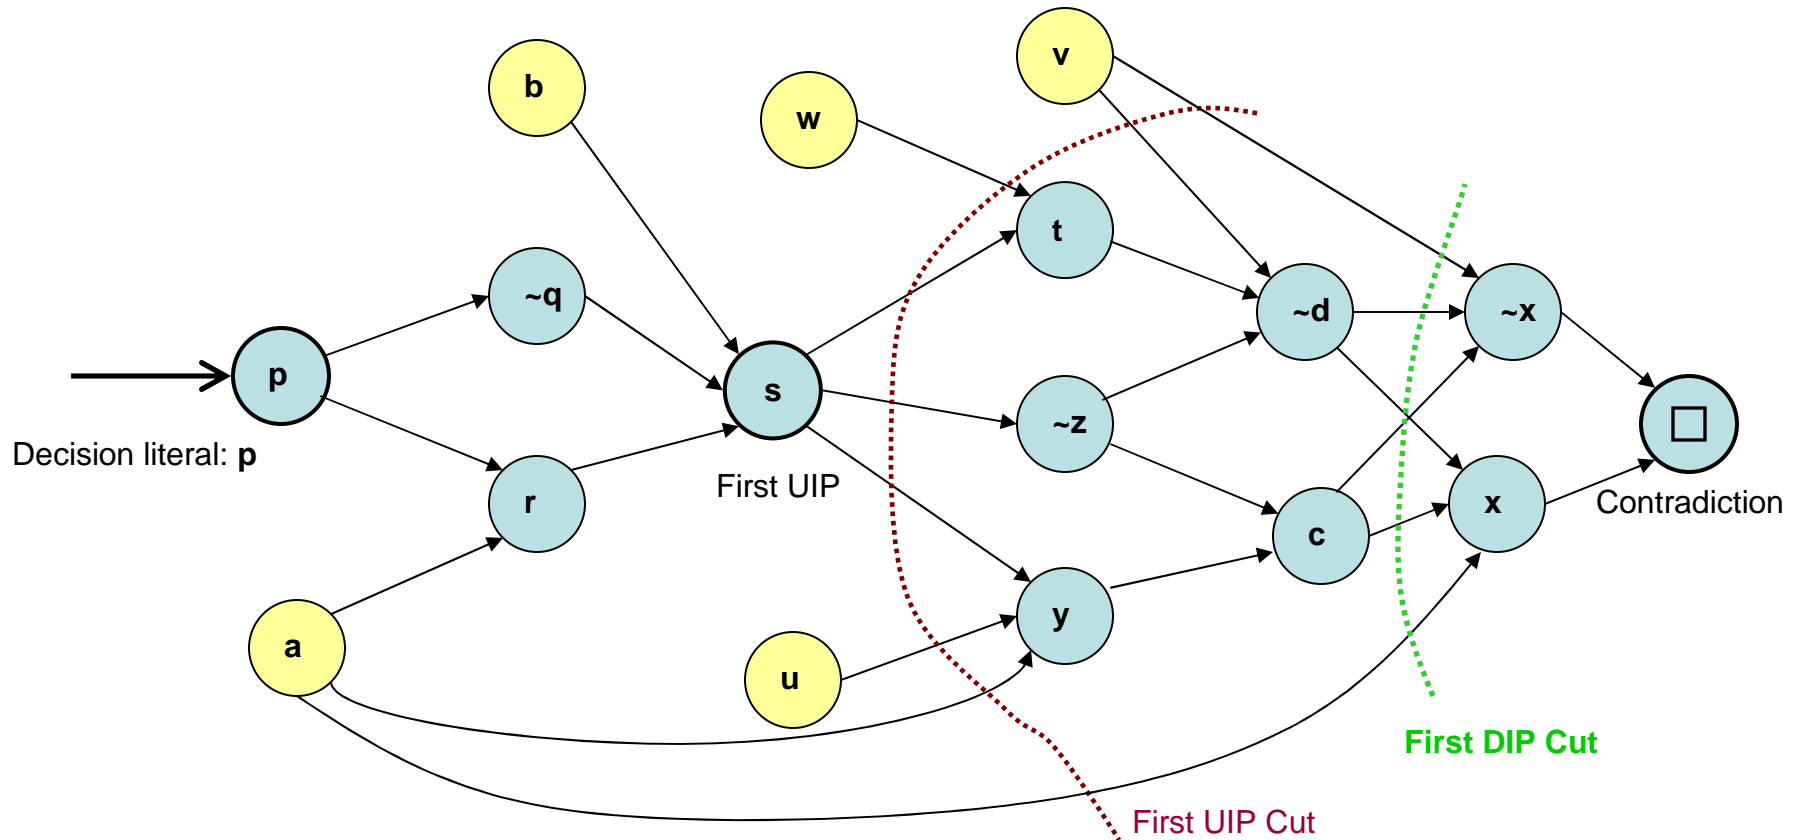 v
b
w
t
~q
~d
~x
p
s
~z
□
Decision literal: p
First UIP
r
x
Contradiction
c
y
a
u
First DIP Cut
First UIP Cut